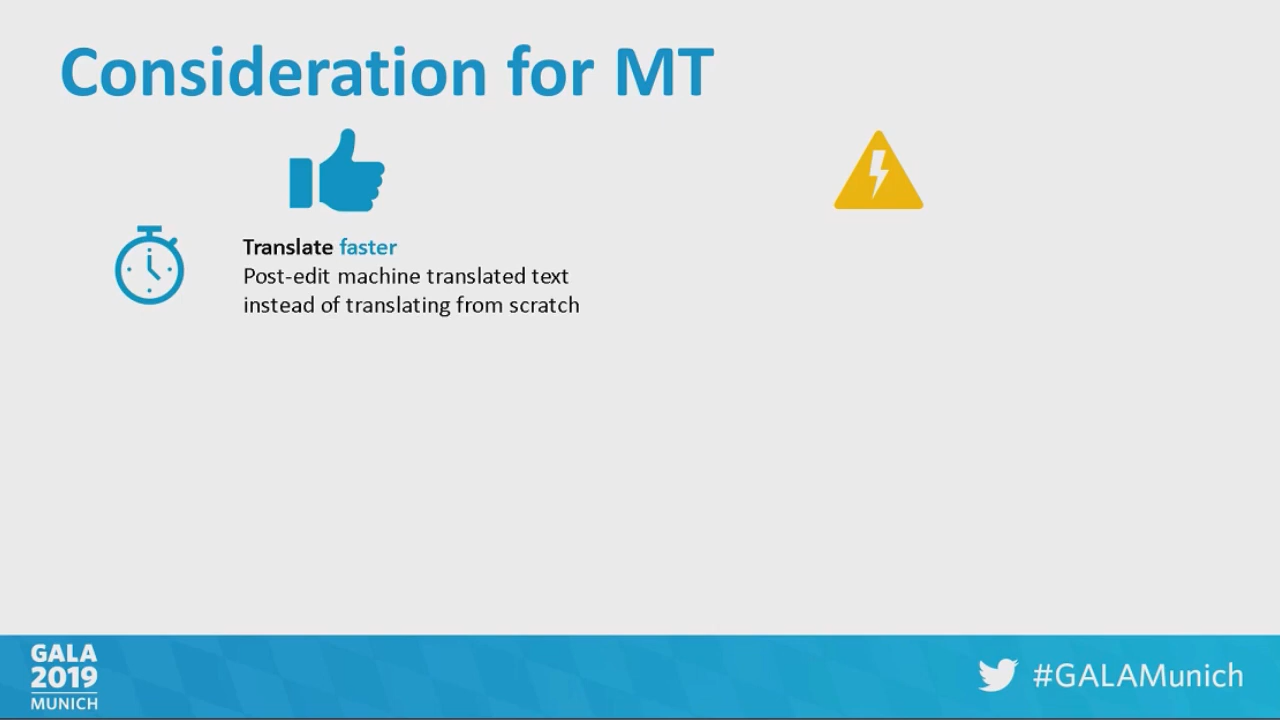 Consideration for MT
Translate faster
Post-edit machine translated text
instead of translating from scratch
GALA
2019
MUNICH
#GALAMunich